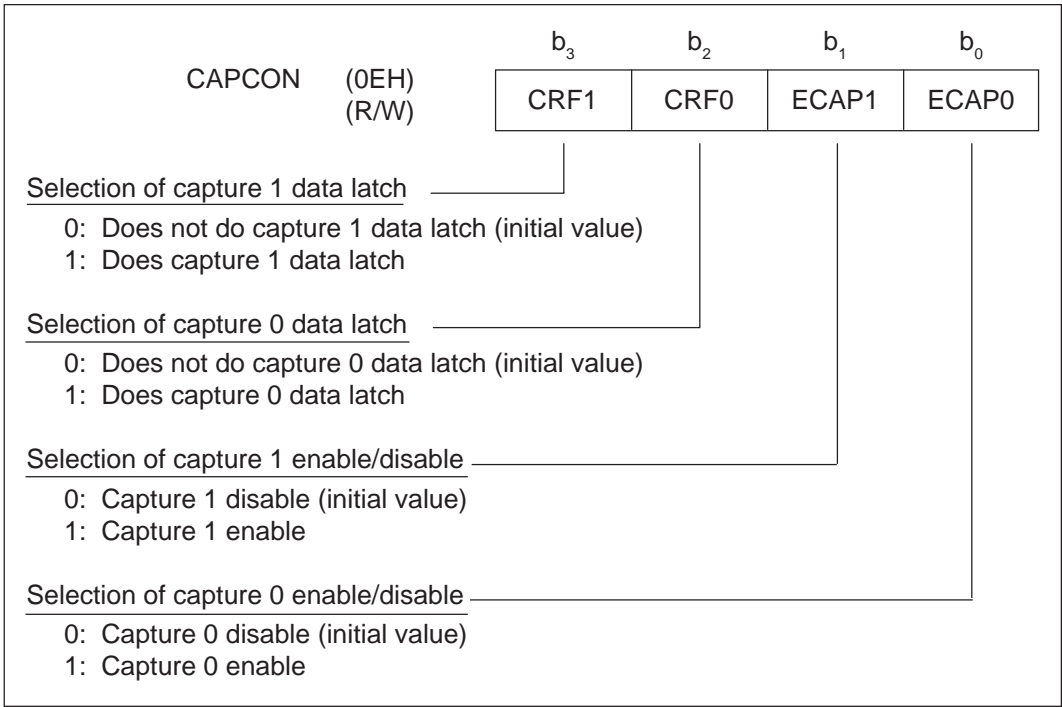 b3 b2 b1 b0
CAPCON (0EH) CRF1 CRF0 ECAP1 ECAP0
(R/W)
Selection of capture 1 data latch
0: Does not do capture 1 data latch (initial value)
1: Does capture 1 data latch
Selection of capture 0 data latch
0: Does not do capture 0 data latch (initial value)
1: Does capture 0 data latch
Selection of capture 1 enable/disable
0: Capture 1 disable (initial value)
1: Capture 1 enable
Selection of capture 0 enable/disable
0: Capture 0 disable (initial value)
1: Capture 0 enable